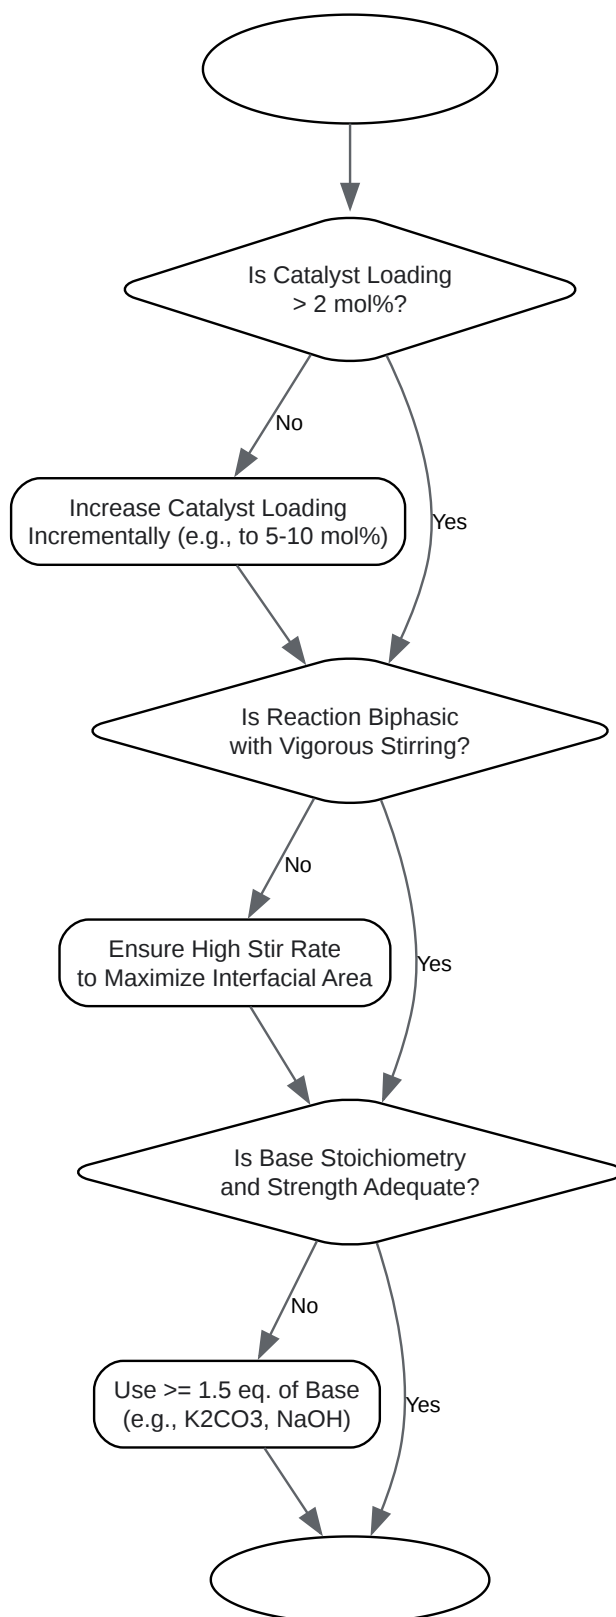 Is Catalyst Loading
> 2 mol%?
No
Increase Catalyst Loading
Incrementally (e.g., to 5-10 mol%)
Yes
Is Reaction Biphasic
with Vigorous Stirring?
No
Ensure High Stir Rate
to Maximize Interfacial Area
Yes
Is Base Stoichiometry
and Strength Adequate?
No
Use >= 1.5 eq. of Base
(e.g., K2CO3, NaOH)
Yes